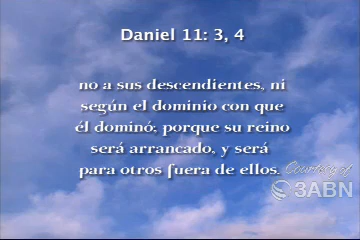 Daniel 11: 3, 4
no a sus descendientes, ni
según el dominio con que
él dominó; porque su reino
será arrancado, y será
para otros fuera de ellos.
Courtesy of
3ABN